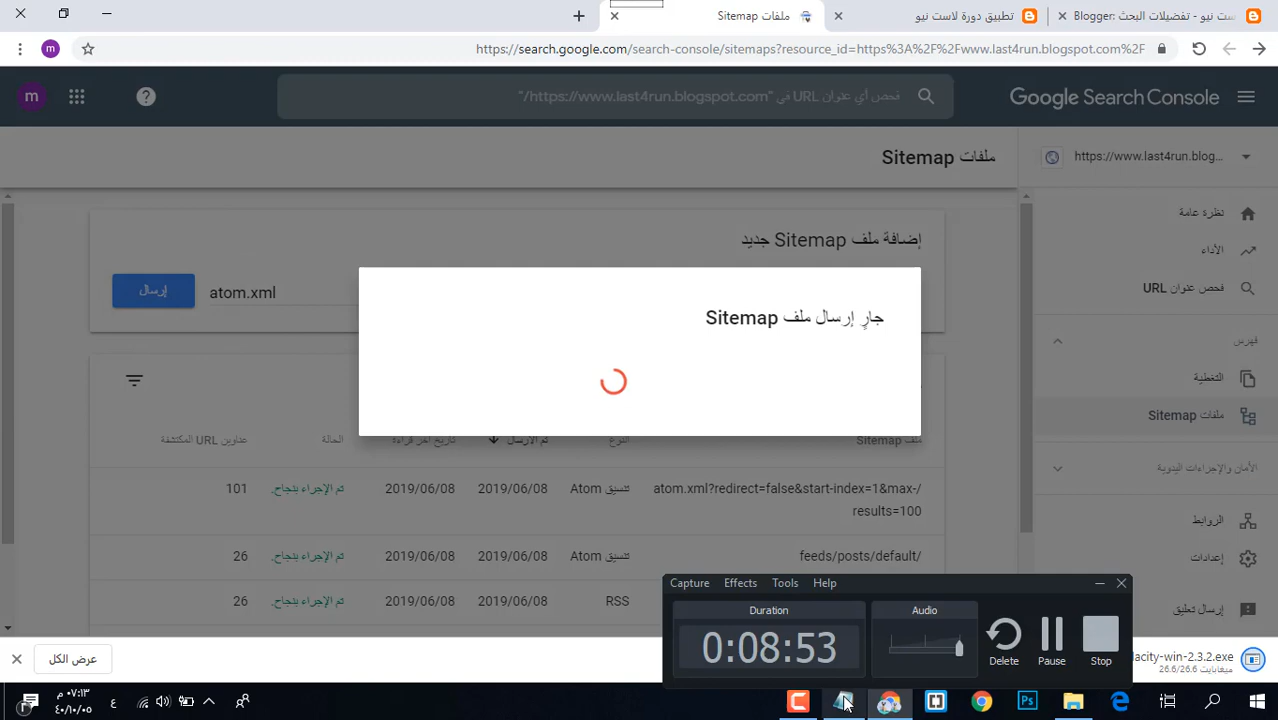 Blogger: تفضيلات البحث - لاست نيو
تطبيق دورة لاست نيو
ملفات Sitemap
https://search.google.com/search-console/sitemaps?resource_id=https%3A%2F%2Fwww.last4run.blogspot.com%2F
m
Google Search Console
فحص أي عنوان URL في "https://www.last4run.blogspot.com/"
m
https://www.last4run.blog...
ملفات Sitemap
نظرة عامة
الأداء
فحص عنوان URL
فهرس
التغطية
ملفات Sitemap
الأمان والإجراءات اليدوية
الروابط
إعدادات
إرسال تعليق
إضافة ملف Sitemap جديد
atom.xml
إرسال
جارٍ إرسال ملف Sitemap
ملف Sitemap النوع تم الإرسال تاريخ آخر قراءة الحالة عناوين URL المكتشفة
/atom.xml?redirect=false&start-index=1&max-results=100 تنسيق Atom 2019/06/08 2019/06/08 تم الإجراء بنجاح. 101
/feeds/posts/default تنسيق Atom 2019/06/08 2019/06/08 تم الإجراء بنجاح. 26
RSS 2019/06/08 2019/06/08 تم الإجراء بنجاح. 26
Capture Effects Tools Help
Duration
0:08:53
Audio
Delete
Pause
Stop
acity-win-2.3.2.exe
26.6/26.6 ميغابايت
عرض الكل
٠٧:١٣ م
٤٠/١٠/٠٥
ع
Ps